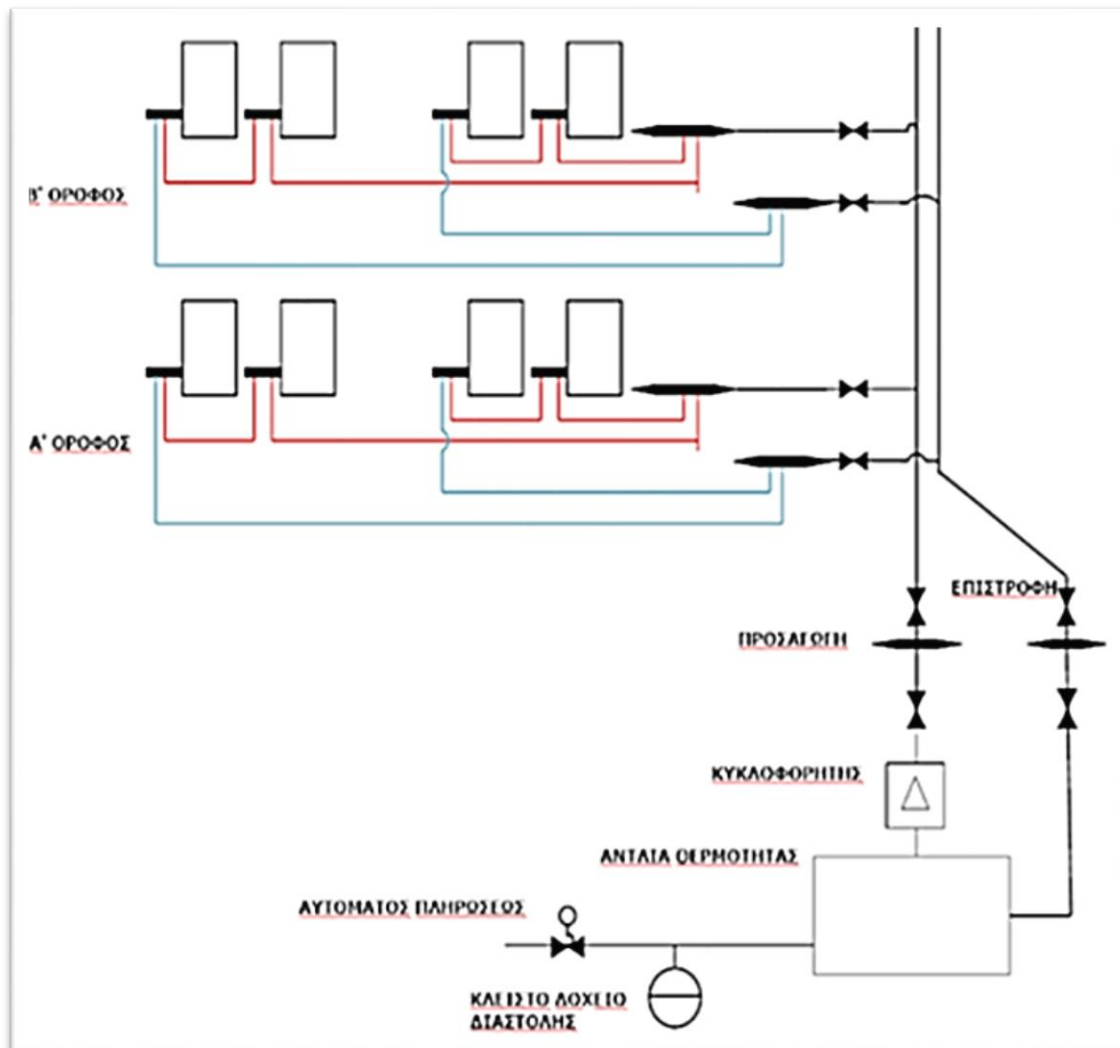 Β' ΟΡΟΦΟΣ
Α' ΟΡΟΦΟΣ
ΕΠΙΣΤΡΟΦΗ
ΠΡΟΣΑΓΩΓΗ
ΚΥΚΛΟΦΟΡΗΤΗΣ
ΑΝΤΛΙΑ ΘΕΡΜΟΤΗΤΑΣ
ΑΥΤΟΜΑΤΟΣ ΠΛΗΡΩΣΕΩΣ
ΚΛΕΙΣΤΟ ΔΟΧΕΙΟ
ΔΙΑΣΤΟΛΗΣ